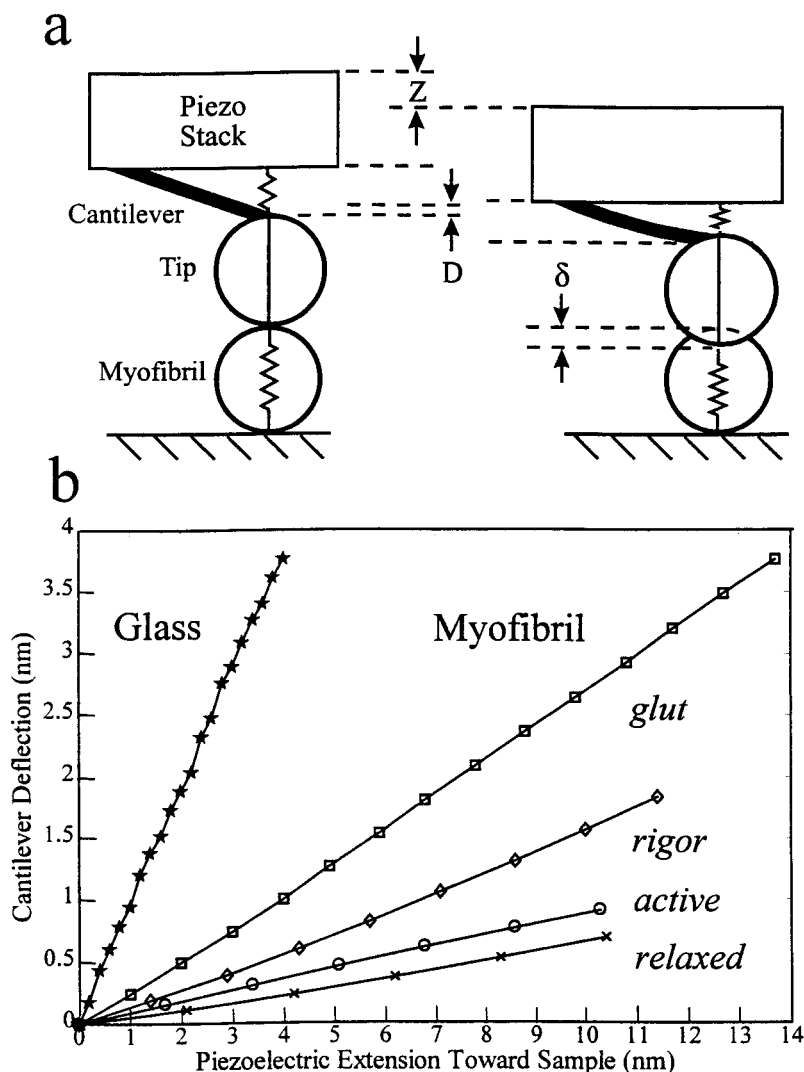 a
Piezo
Stack
Z
Cantilever
Tip
D
δ
Myofibril
b
4
3.5
3
2.5
2
1.5
1
0.5
0
Cantilever Deflection (nm)
Glass
Myofibril
glut
rigor
active
relaxed
0 1 2 3 4 5 6 7 8 9 10 11 12 13 14
Piezoelectric Extension Toward Sample (nm)